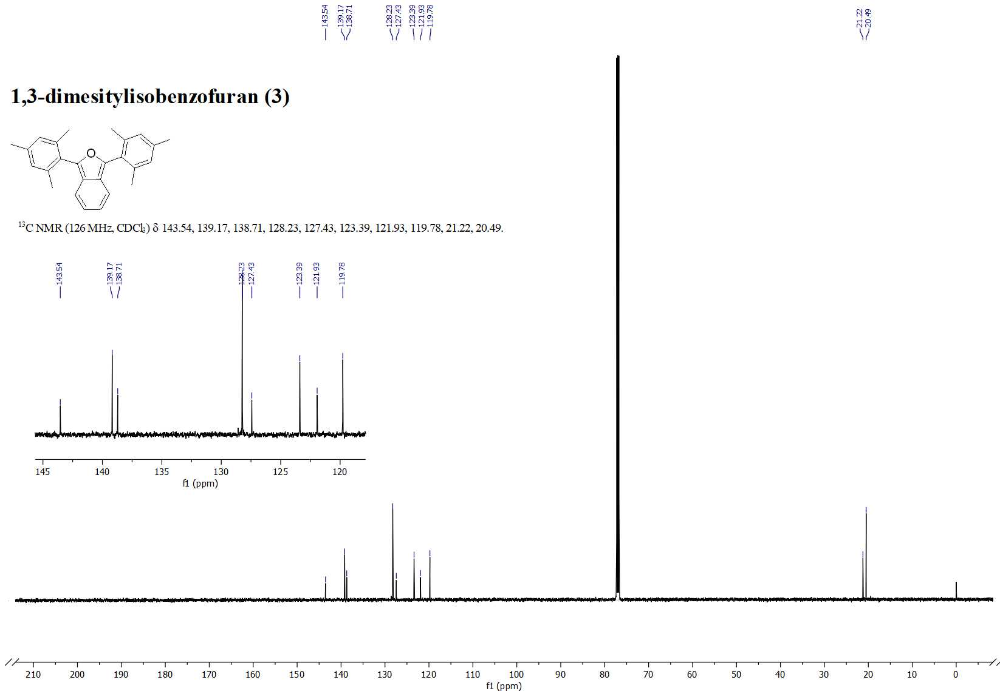 143.54
139.17
138.71
128.23
127.43
123.39
121.93
119.78
21.22
20.49
1,3-dimesitylisobenzofuran (3)
O
¹³C NMR (126 MHz, CDCl₃) δ 143.54, 139.17, 138.71, 128.23, 127.43, 123.39, 121.93, 119.78, 21.22, 20.49.
143.54
139.17
138.71
128.23
127.43
123.39
121.93
119.78
145 140 135 130 125 120
f1 (ppm)
210 200 190 180 170 160 150 140 130 120 110 100 90 80 70 60 50 40 30 20 10 0
f1 (ppm)